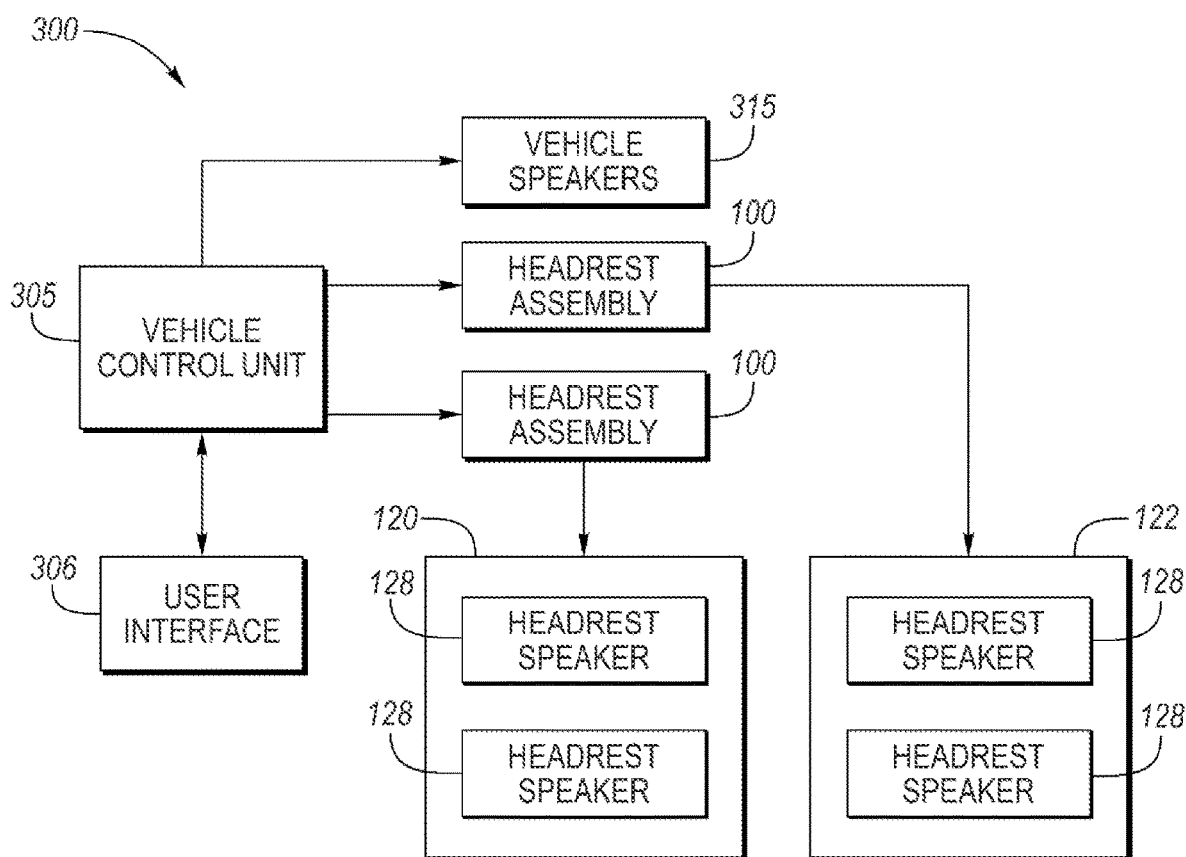 300
315
VEHICLE
SPEAKERS
100
HEADREST
ASSEMBLY
305
VEHICLE
CONTROL UNIT
100
HEADREST
ASSEMBLY
120
122
306
USER
INTERFACE
128
HEADREST
SPEAKER
128
HEADREST
SPEAKER
128
HEADREST
SPEAKER
128
HEADREST
SPEAKER